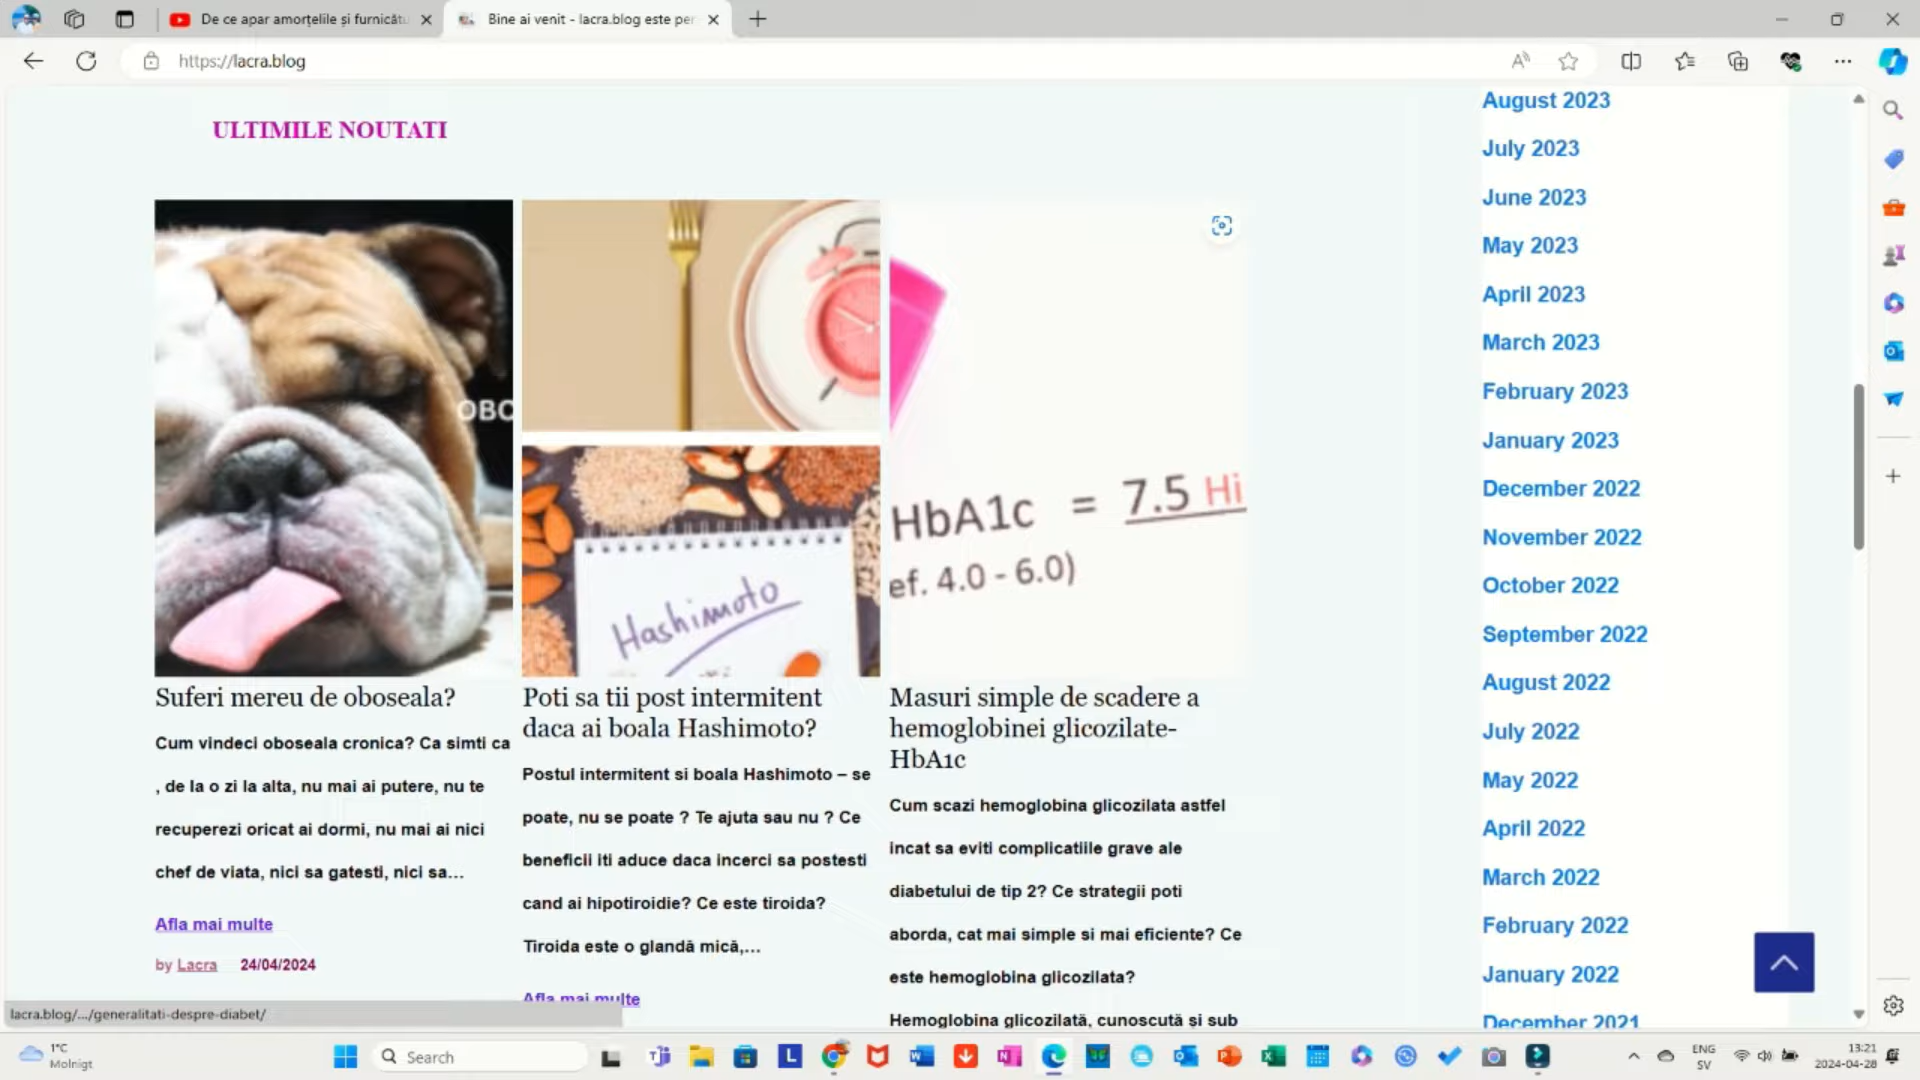 De ce apar amorțelile și furnicătu
Bine ai venit - lacra.blog este per
https://lacra.blog
ULTIMILE NOUTATI
OBO
HbA1c = 7.5 Hi
ef. 4.0 - 6.0)
Hashimoto
Suferi mereu de oboseala?
Cum vindeci oboseala cronica? Ca simti ca
, de la o zi la alta, nu mai ai putere, nu te
recuperezi oricat ai dormi, nu mai ai nici
chef de viata, nici sa gatesti, nici sa…
Afla mai multe
by Lacra 24/04/2024
Poti sa tii post intermitent
daca ai boala Hashimoto?
Postul intermitent si boala Hashimoto – se
poate, nu se poate ? Te ajuta sau nu ? Ce
beneficii iti aduce daca incerci sa postesti
cand ai hipotiroidie? Ce este tiroida?
Tiroida este o glandă mică,…
Afla mai multe
Masuri simple de scadere a
hemoglobinei glicozilate-
HbA1c
Cum scazi hemoglobina glicozilata astfel
incat sa eviti complicatiile grave ale
diabetului de tip 2? Ce strategii poti
aborda, cat mai simple si mai eficiente? Ce
este hemoglobina glicozilata?
Hemoglobina glicozilată, cunoscută și sub
August 2023
July 2023
June 2023
May 2023
April 2023
March 2023
February 2023
January 2023
December 2022
November 2022
October 2022
September 2022
August 2022
July 2022
May 2022
April 2022
March 2022
February 2022
January 2022
December 2021
lacra.blog/.../generalitati-despre-diabet/
1°C
Molnigt
Search
ENG
SV
13:21
2024-04-28